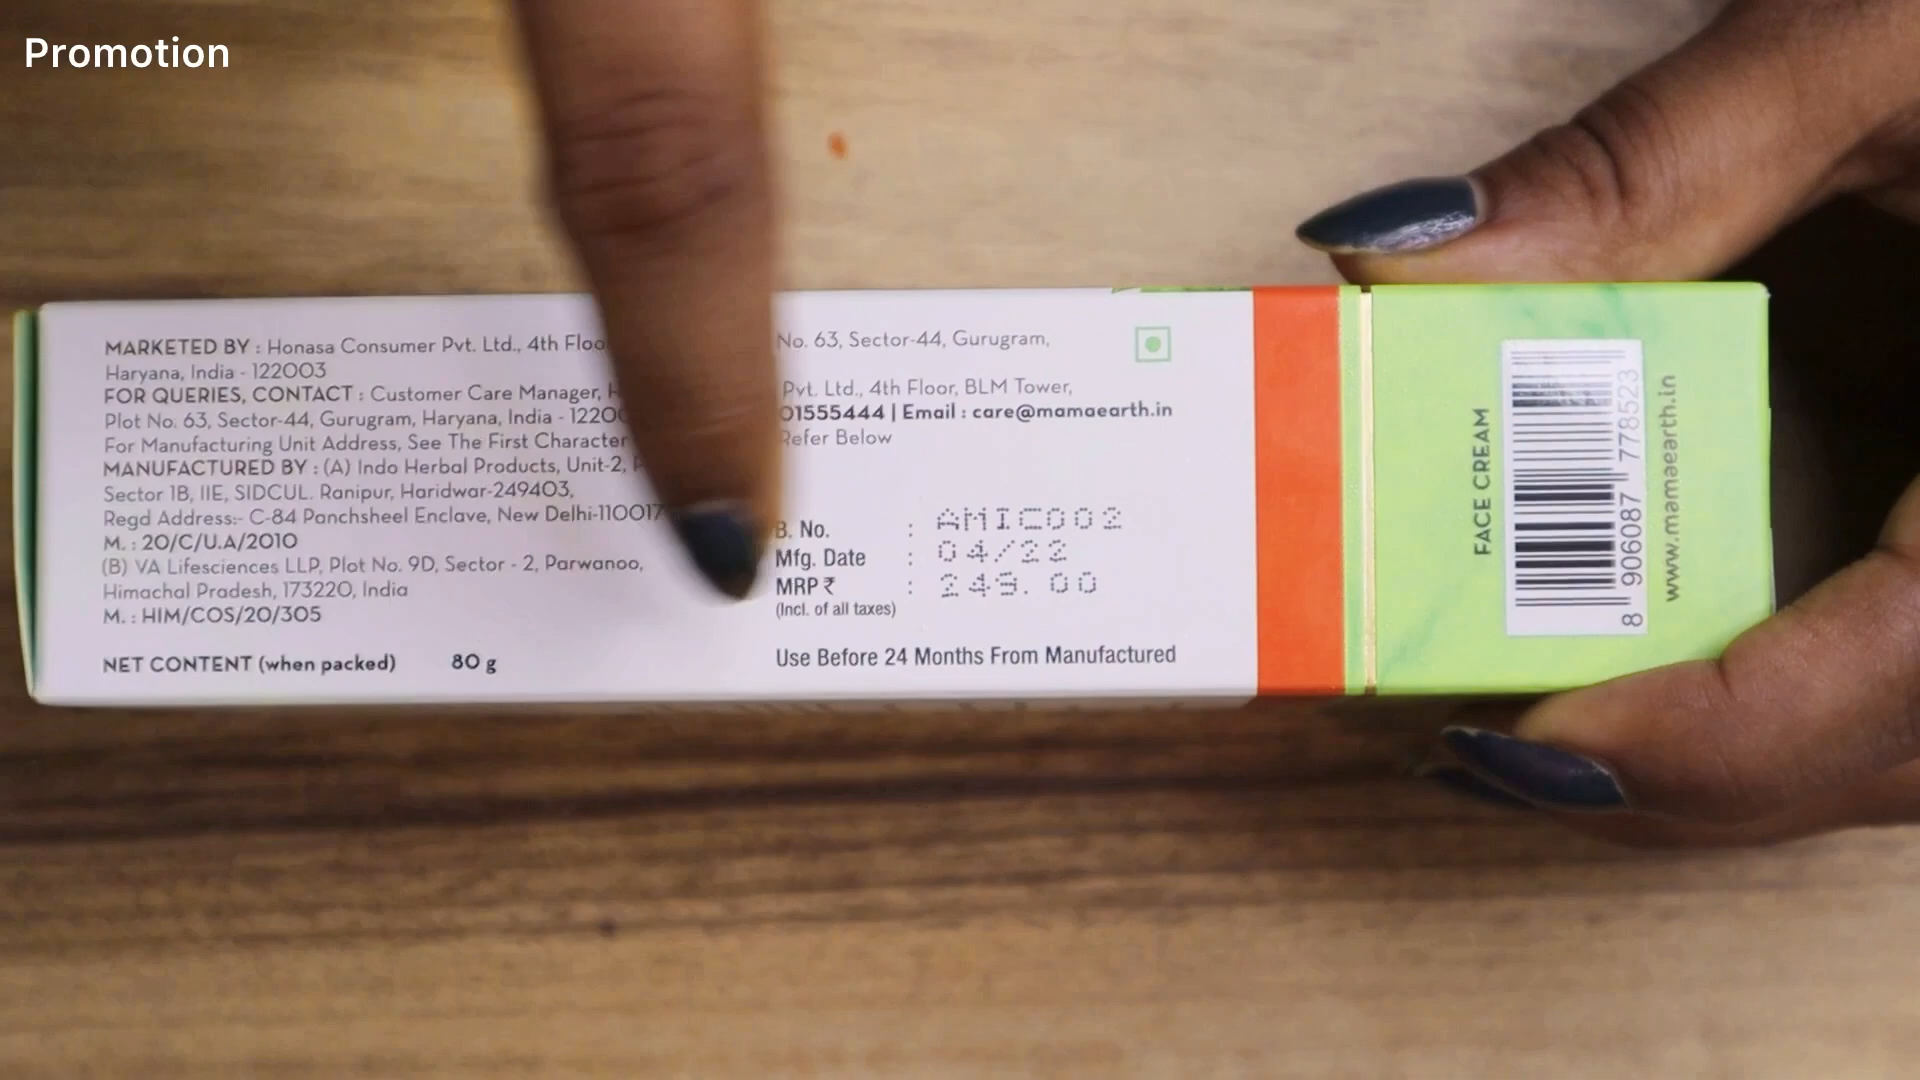 Promotion
MARKETED BY : Honasa Consumer Pvt. Ltd., 4th No. 63, Sector-44, Gurugram,
Haryana, India - 122003
FOR QUERIES, CONTACT : Customer Care Manager, Pvt. Ltd., 4th Floor, BLM Tower,
Plot No. 63, Sector-44, Gurugram, Haryana, India - 01555444 | Email : care@mamaearth.in
For Manufacturing Unit Address, See The First Character Refer Below
MANUFACTURED BY : (A) Indo Herbal Products, Unit-2,
Sector 1B, IIE, SIDCUL. Ranipur, Haridwar-249403,
Regd Address:- C-84 Panchsheel Enclave, New Delhi-110017
M. : 20/C/U.A/2010
(B) VA Lifesciences LLP, Plot No. 9D, Sector - 2, Parwanoo,
Himachal Pradesh, 173220, India
M. : HIM/COS/20/305
NET CONTENT (when packed) 80 g
B. No. : AMIC002
Mfg. Date : 04/22
MRP ₹ : 249.00
(Incl. of all taxes)
Use Before 24 Months From Manufactured
FACE CREAM
8 906087 778523
www.mamaearth.in